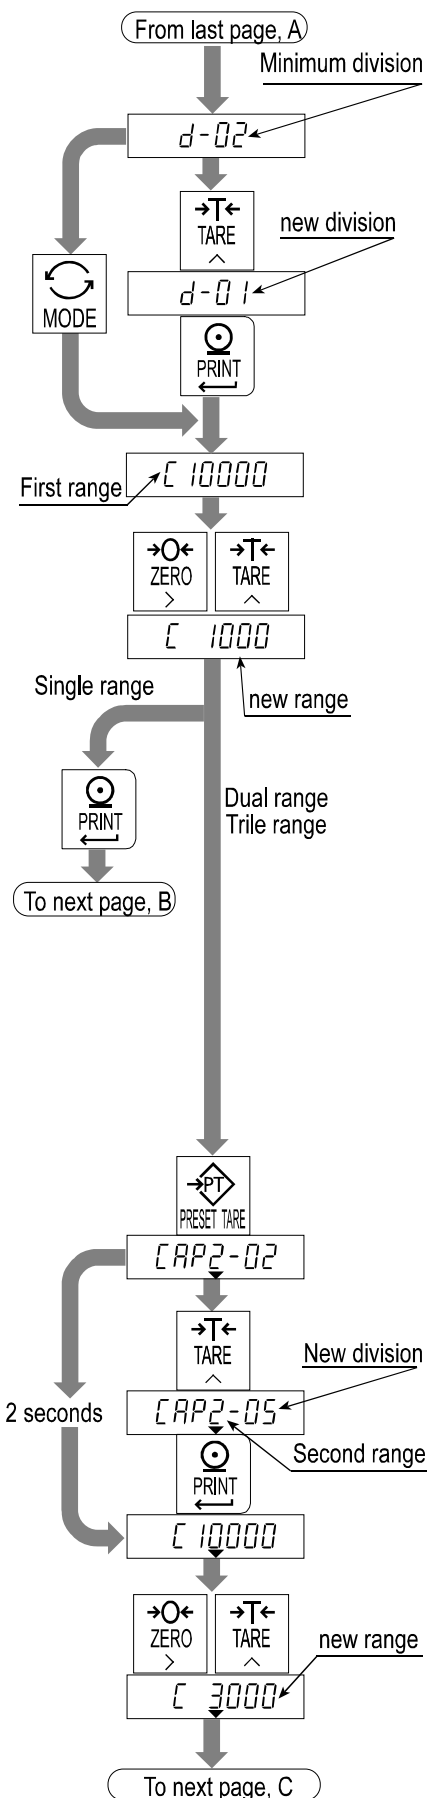 From last page, A
Minimum division
d-02
→T←
TARE
new division
d-01
MODE
PRINT
C 10000
First range
→O←
ZERO
→T←
TARE
C 1000
Single range
new range
PRINT
Dual range
Trile range
To next page, B
→PT
PRESET TARE
CAP2-02
→T←
TARE
New division
2 seconds
CAP2-05
Second range
PRINT
C 10000
→O←
ZERO
→T←
TARE
new range
C 3000
To next page, C